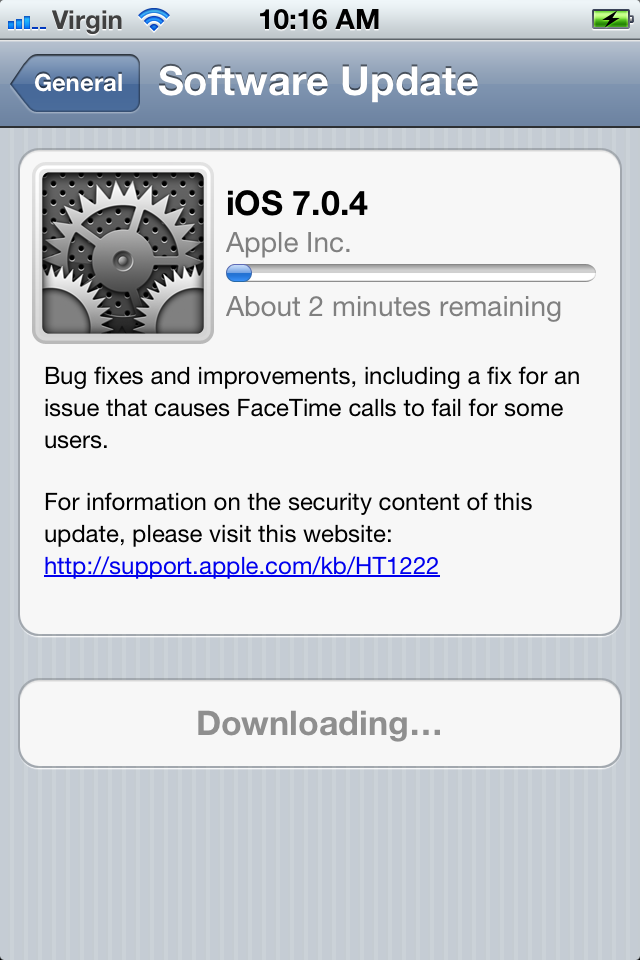 Virgin 10:16 AM
General Software Update
iOS 7.0.4
Apple Inc.
About 2 minutes remaining
Bug fixes and improvements, including a fix for an
issue that causes FaceTime calls to fail for some
users.
For information on the security content of this
update, please visit this website:
http://support.apple.com/kb/HT1222
Downloading...